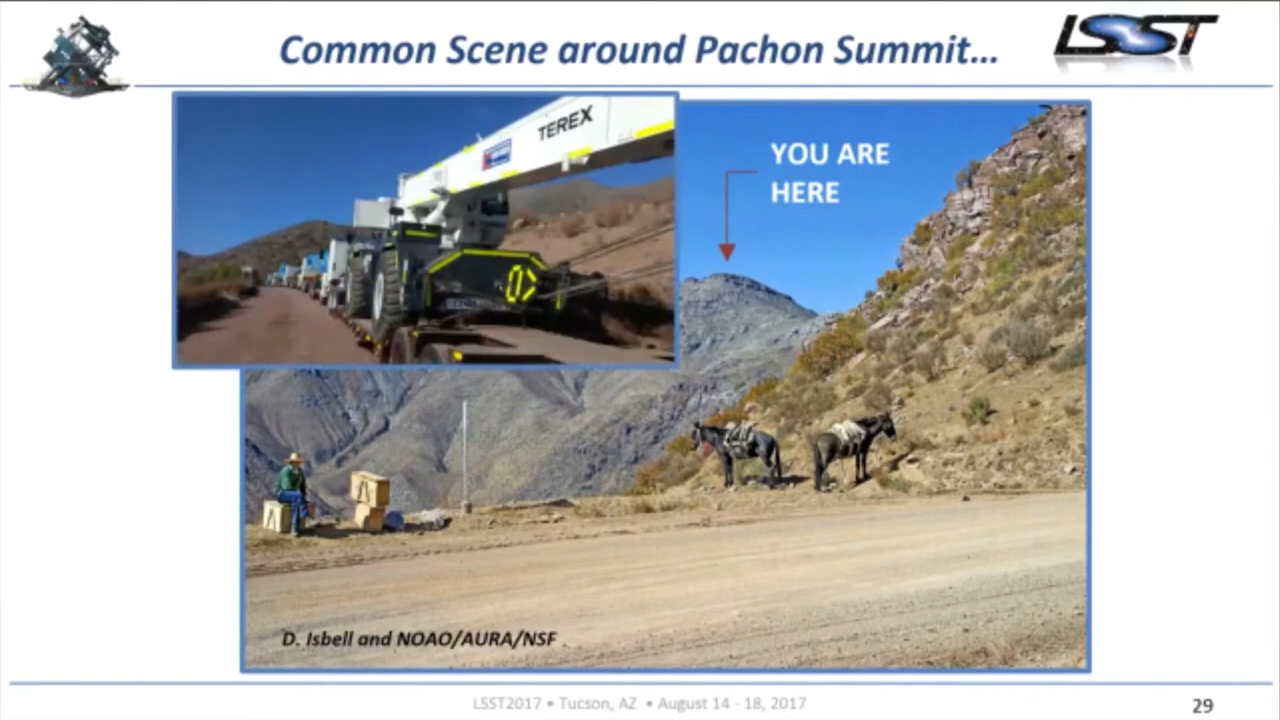 Common Scene around Pachon Summit...
LSST
TEREX
YOU ARE
HERE
D. Isbell and NOAO/AURA/NSF
LSST2017 • Tucson, AZ • August 14 - 18, 2017
29